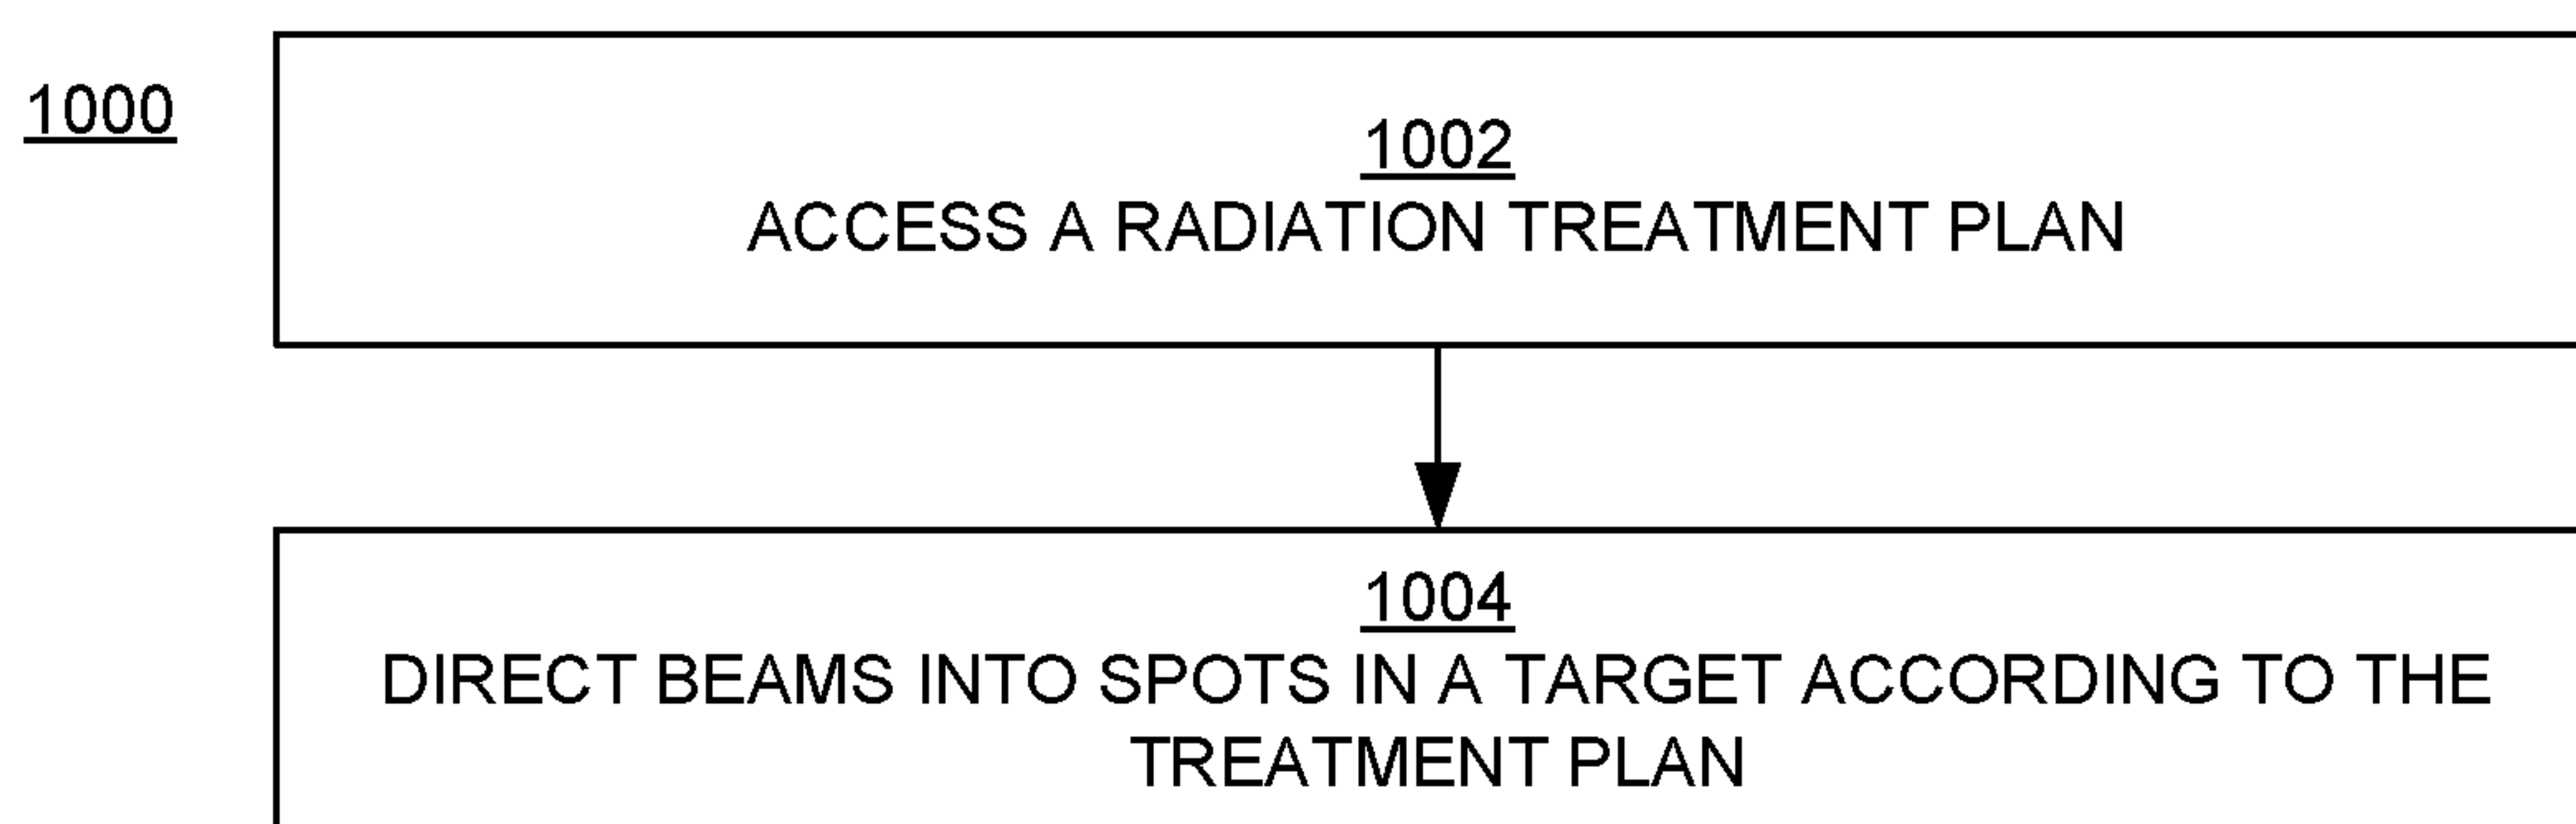 1000
1002
ACCESS A RADIATION TREATMENT PLAN
1004
DIRECT BEAMS INTO SPOTS IN A TARGET ACCORDING TO THE
TREATMENT PLAN